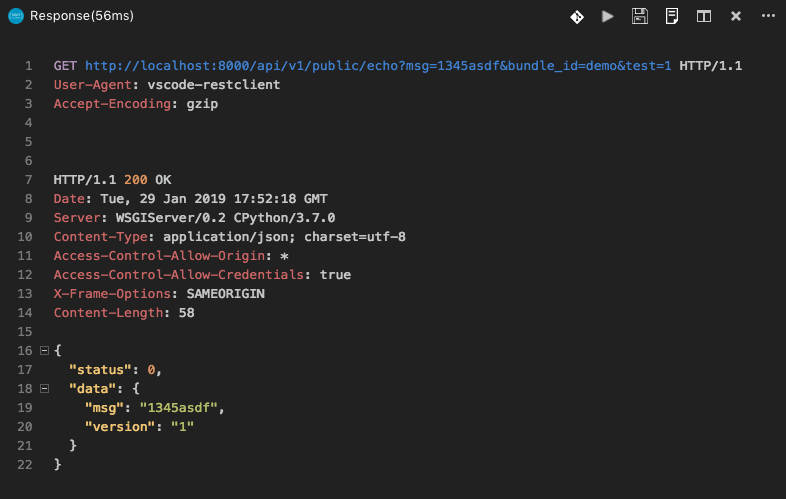 Response(56ms)
1 GET http://localhost:8000/api/v1/public/echo?msg=1345asdf&bundle_id=demo&test=1 HTTP/1.1
2 User-Agent: vscode-restclient
3 Accept-Encoding: gzip
4
5
6
7 HTTP/1.1 200 OK
8 Date: Tue, 29 Jan 2019 17:52:18 GMT
9 Server: WSGIServer/0.2 CPython/3.7.0
10 Content-Type: application/json; charset=utf-8
11 Access-Control-Allow-Origin: *
12 Access-Control-Allow-Credentials: true
13 X-Frame-Options: SAMEORIGIN
14 Content-Length: 58
15
16 {
17 "status": 0,
18 "data": {
19 "msg": "1345asdf",
20 "version": "1"
21 }
22 }